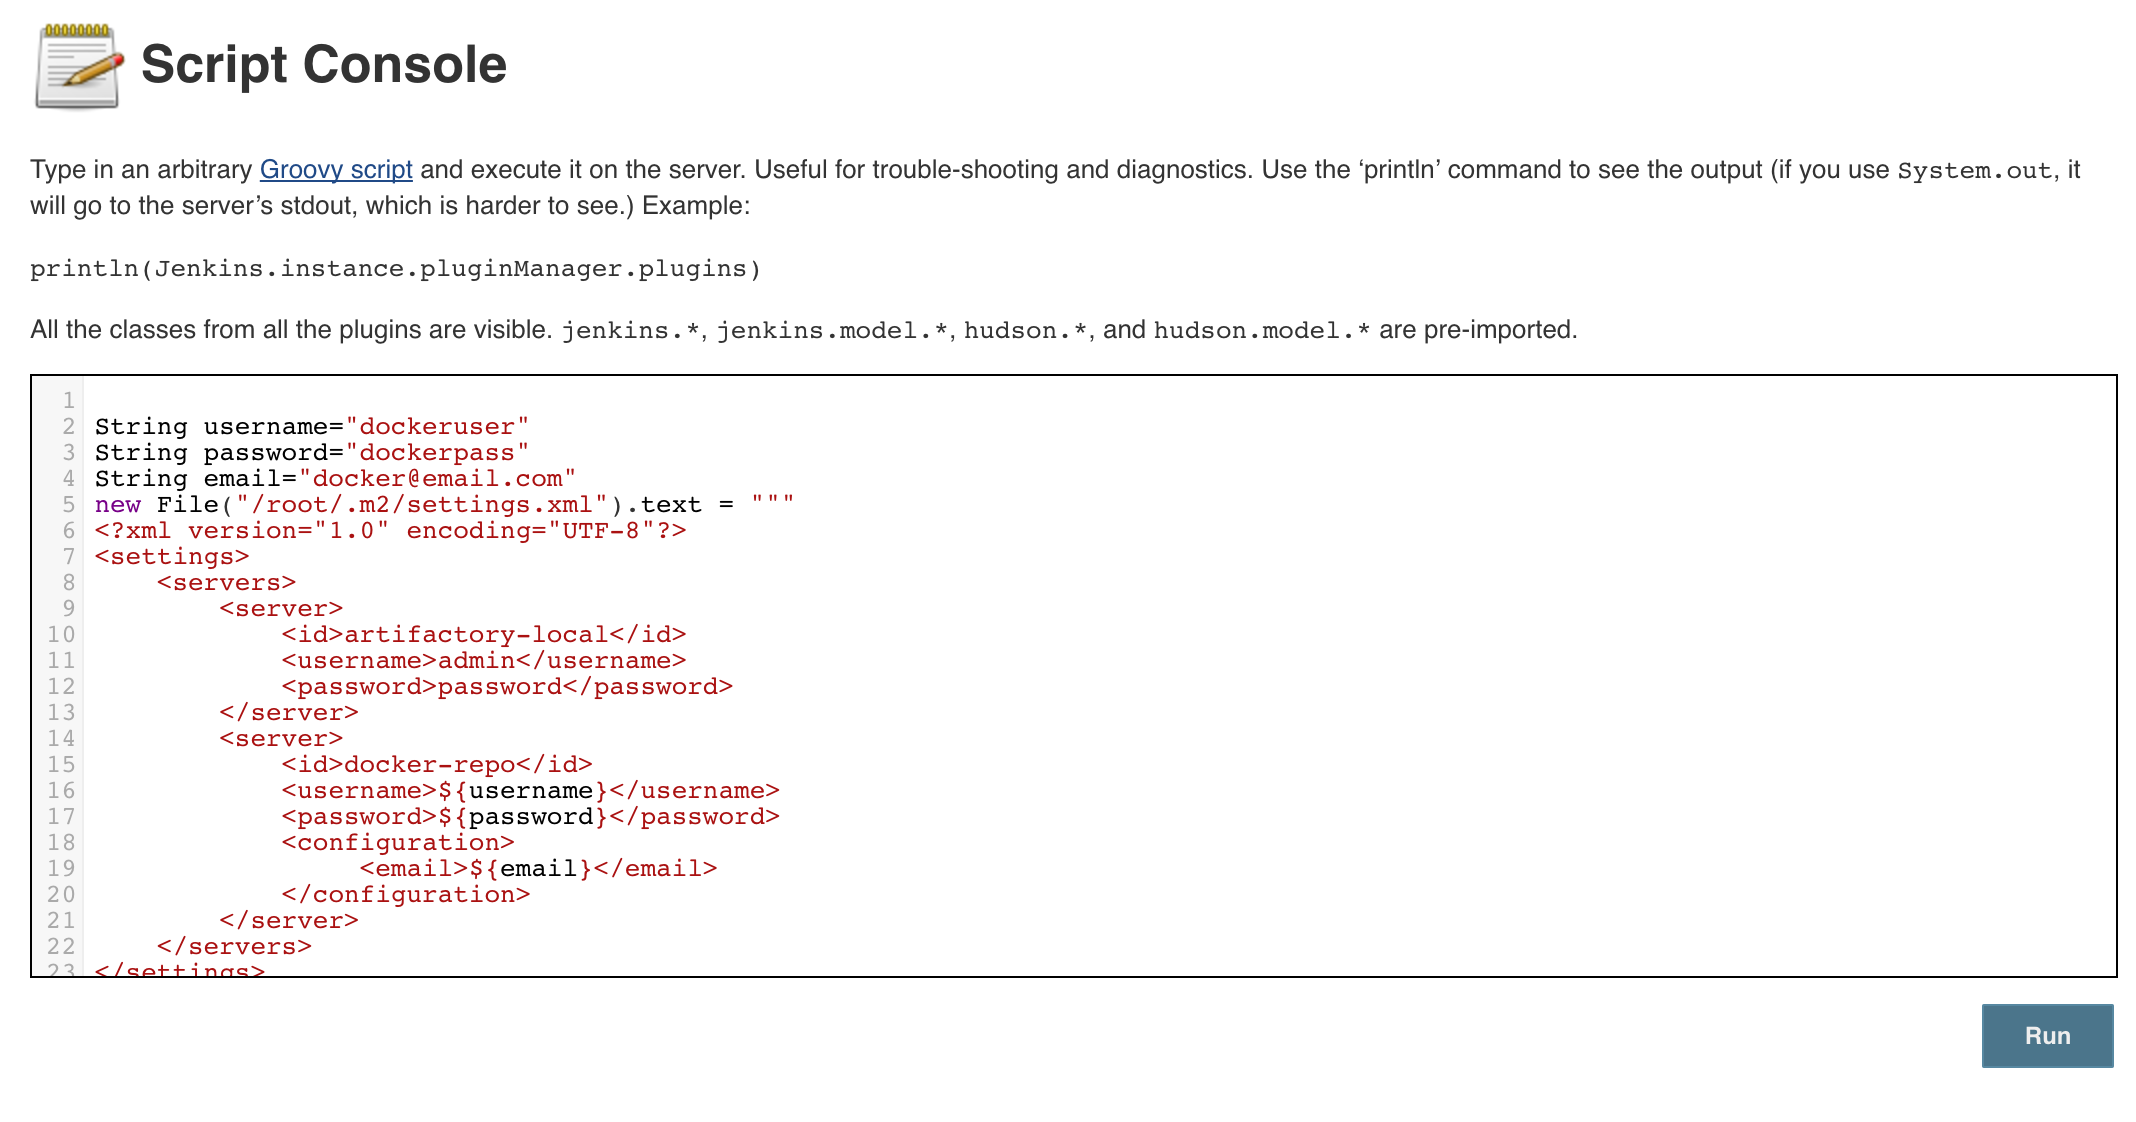 Script Console
Type in an arbitrary Groovy script and execute it on the server. Useful for trouble-shooting and diagnostics. Use the ‘println’ command to see the output (if you use System.out, it
will go to the server’s stdout, which is harder to see.) Example:
println(Jenkins.instance.pluginManager.plugins)
All the classes from all the plugins are visible. jenkins.*, jenkins.model.*, hudson.*, and hudson.model.* are pre-imported.
1
2 String username="dockeruser"
3 String password="dockerpass"
4 String email="docker@email.com"
5 new File("/root/.m2/settings.xml").text = """
6 <?xml version="1.0" encoding="UTF-8"?>
7 <settings>
8     <servers>
9         <server>
10             <id>artifactory-local</id>
11             <username>admin</username>
12             <password>password</password>
13         </server>
14         <server>
15             <id>docker-repo</id>
16             <username>${username}</username>
17             <password>${password}</password>
18             <configuration>
19                  <email>${email}</email>
20             </configuration>
21         </server>
22     </servers>
23 </settings>
Run